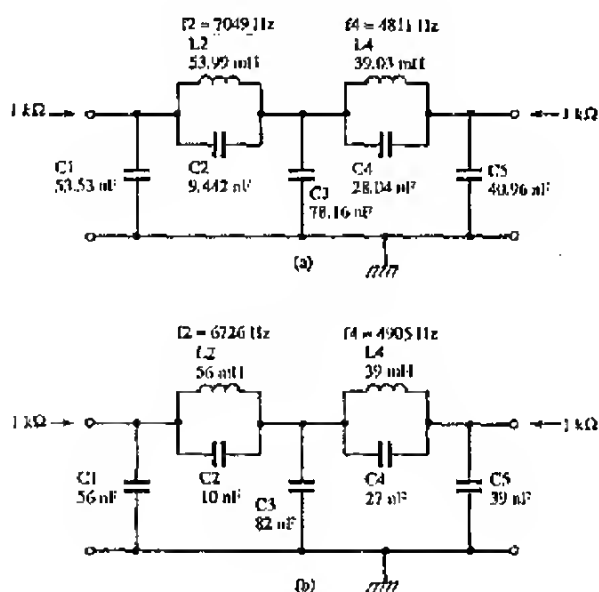 f2 = 7049 Hz
f4 = 4811 Hz
L2
53.99 mH
L4
39.03 mH
1 kΩ
1 kΩ
C1
53.53 nF
C2
9.442 nF
C3
78.16 nF
C4
28.04 nF
C5
40.96 nF
(a)
f2 = 6726 Hz
f4 = 4905 Hz
L2
56 mH
L4
39 mH
1 kΩ
1 kΩ
C1
56 nF
C2
10 nF
C3
82 nF
C4
27 nF
C5
39 nF
(b)